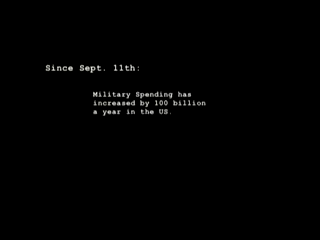 Since Sept. 11th:
Military Spending has
increased by 100 billion
a year in the US.